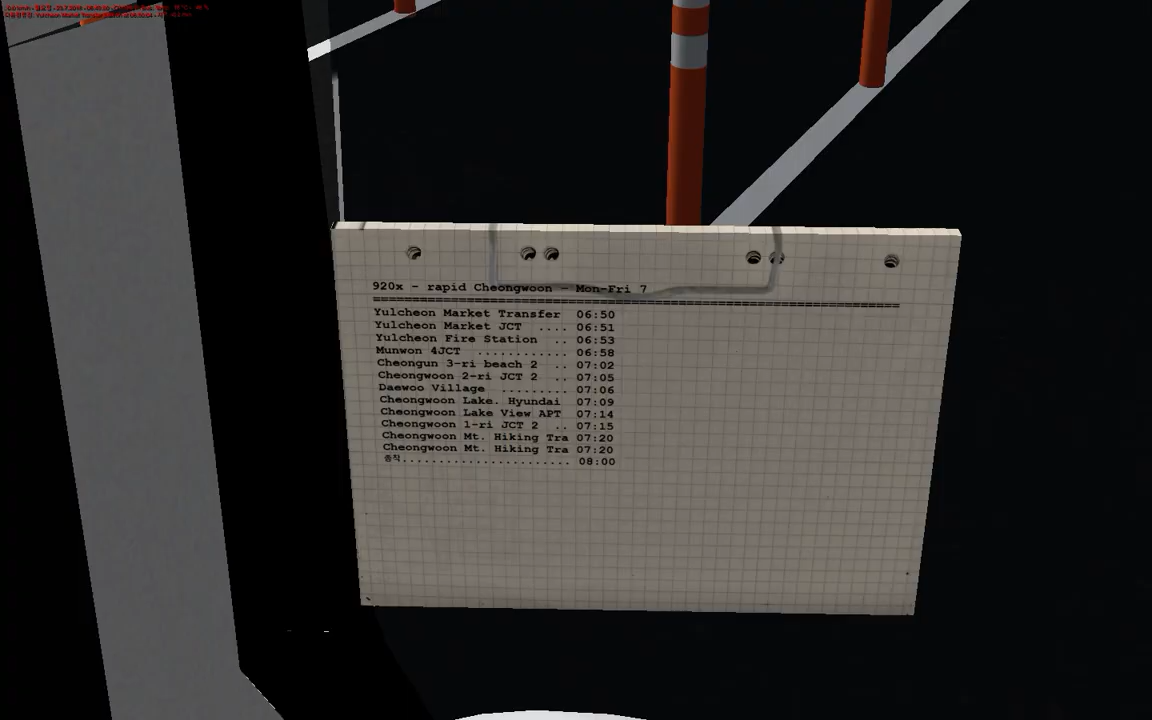 920x - rapid Cheongwoon - Mon-Fri 7
Yulcheon Market Transfer 06:50
Yulcheon Market JCT .... 06:51
Yulcheon Fire Station .. 06:53
Munwon 4JCT ............ 06:58
Cheongun 3-ri beach 2 .. 07:02
Cheongwoon 2-ri JCT 2 .. 07:05
Daewoo Village ......... 07:06
Cheongwoon Lake. Hyundai 07:09
Cheongwoon Lake View APT 07:14
Cheongwoon 1-ri JCT 2 .. 07:15
Cheongwoon Mt. Hiking Tra 07:20
Cheongwoon Mt. Hiking Tra 07:20
종착....................... 08:00